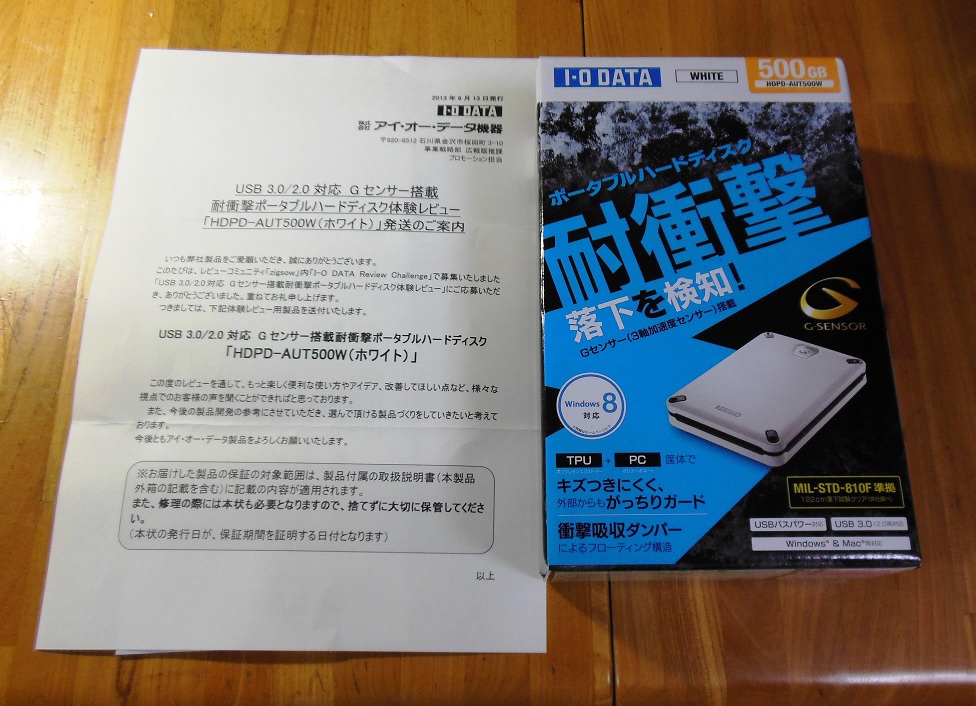 2013年8月13日発行
I-O DATA
株式会社 アイ・オー・データ機器
〒920-8512 石川県金沢市桜田町 3-10
事業戦略部 広報販推課
プロモーション担当
USB 3.0/2.0 対応 G センサー搭載
耐衝撃ポータブルハードディスク体験レビュー
「HDPD-AUT500W(ホワイト)」発送のご案内
いつも弊社製品をご愛顧いただき、誠にありがとうございます。
このたびは、レビューコミュニティ「zigsow」内「I-O DATA Review Challenge」で募集いたしました
「USB 3.0/2.0 対応 G センサー搭載耐衝撃ポータブルハードディスク体験レビュー」にご応募いただ
き、ありがとうございました。重ねてお礼申し上げます。
つきましては、下記体験レビュー用製品を送付いたします。
USB 3.0/2.0 対応 G センサー搭載耐衝撃ポータブルハードディスク
「HDPD-AUT500W(ホワイト)」
この度のレビューを通して、もっと楽しく便利な使い方やアイデア、改善してほしい点など、様々な
視点でのお客様の声を聞くことができればと思っております。
また、今後の製品開発の参考にさせていただき、選んで頂ける製品づくりをしていきたいと考えて
おります。
今後ともアイ・オー・データ製品をよろしくお願いいたします。
※お届けした製品の保証の対象範囲は、製品付属の取扱説明書(本製品
外箱の記載を含む)に記載の内容が適用されます。
また、修理の際には本状も必要となりますので、捨てずに大切に保管してくださ
い。
(本状の発行日が、保証期間を証明する日付となります)
以上
I-O DATA
WHITE
500GB
HDPD-AUT500W
ポータブルハードディスク
耐衝撃
落下を検知!
Gセンサー(3軸加速度センサー)搭載
G-SENSOR
Windows 8
対応
TPU + PC 筐体で
キズつきにくく、
外部からもがっちりガード
衝撃吸収ダンパー
によるフローティング構造
MIL-STD-810F 準拠
USBバスパワー対応
USB 3.0/2.0両対応
Windows® & Mac®両対応